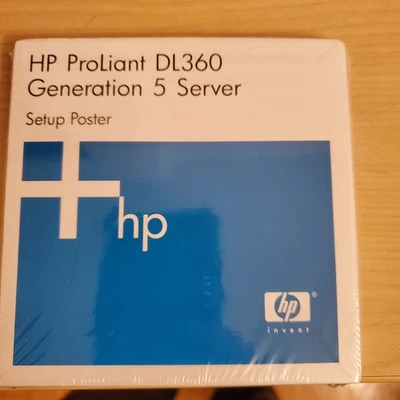 HP ProLiant DL360
Generation 5 Server
Setup Poster
+hp
hp
invent